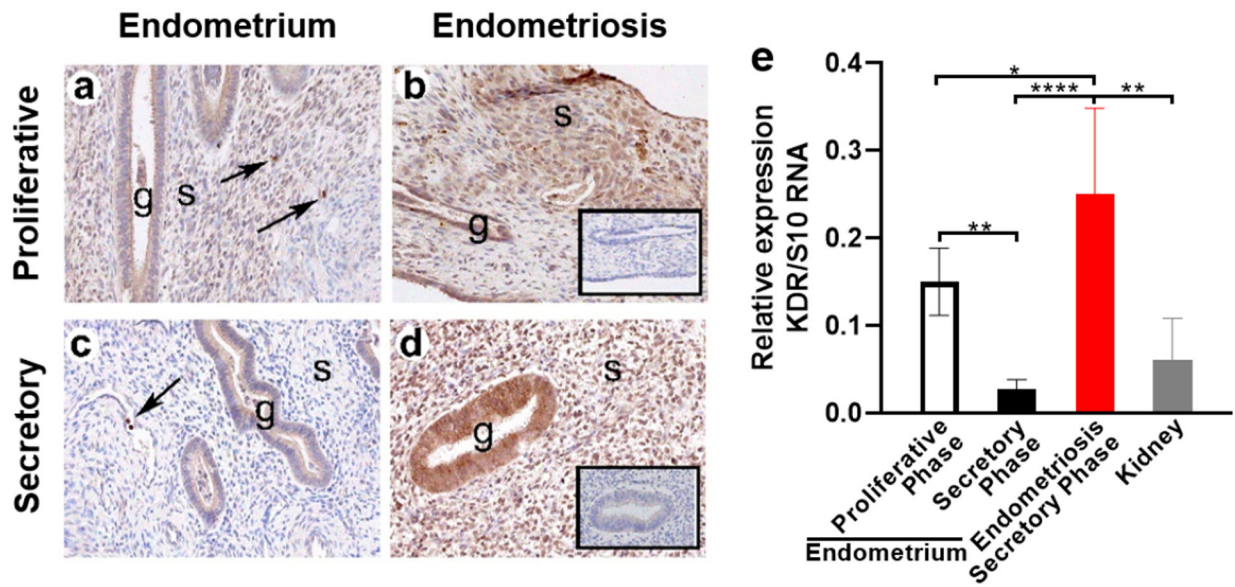 Endometrium
Endometriosis
Proliferative
Secretory
a
g
s
b
s
g
c
s
g
d
s
g
e
Relative expression
KDR/S10 RNA
0.4
0.3
0.2
0.1
0.0
*
****
**
**
Proliferative
Phase
Secretory
Phase
Endometriosis
Secretory Phase
Kidney
Endometrium